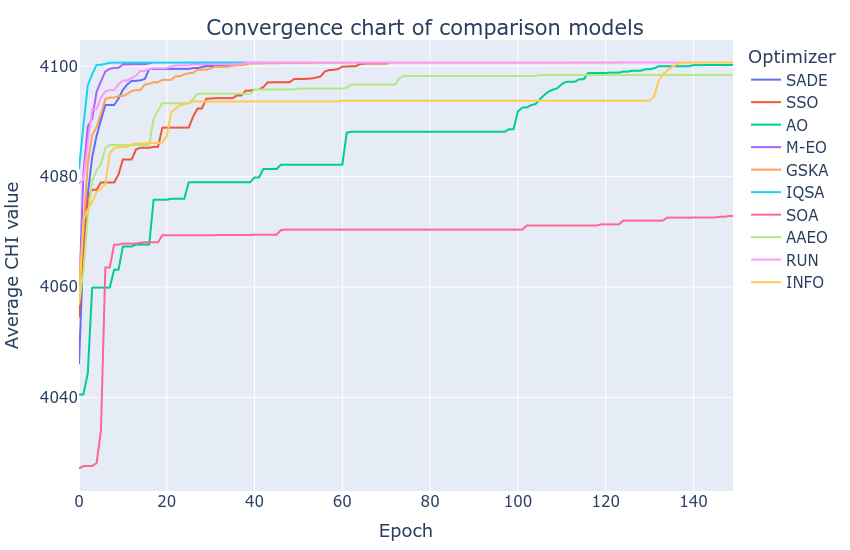 Convergence chart of comparison models
Average CHI value
4100
4080
4060
4040
0 20 40 60 80 100 120 140
Epoch
Optimizer
SADE
SSO
AO
M-EO
GSKA
IQSA
SOA
AAEO
RUN
INFO